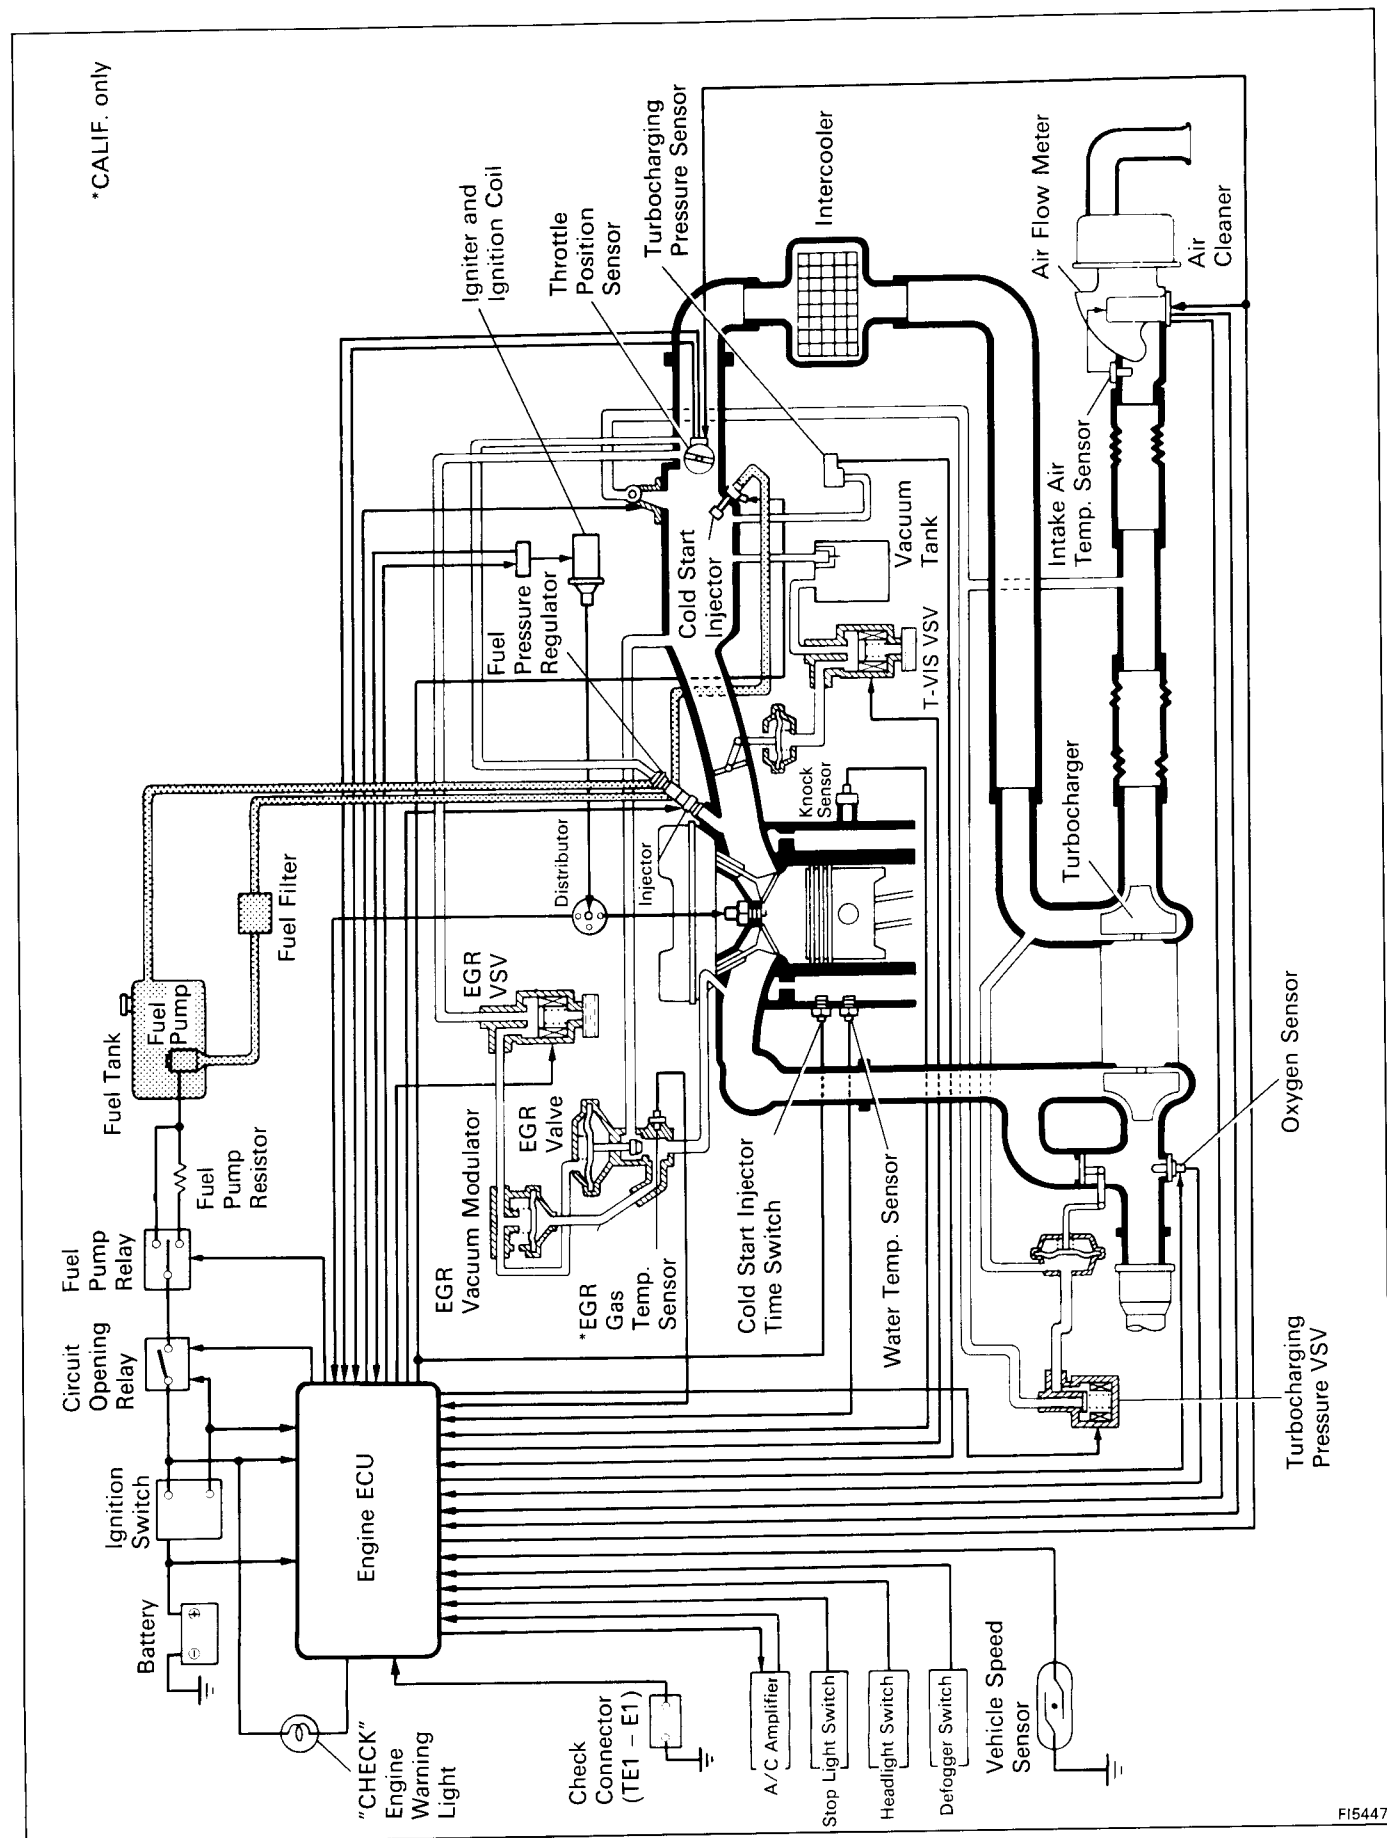 *CALIF. only
Igniter and
Ignition Coil
Throttle
Position
Sensor
Turbocharging
Pressure Sensor
Intercooler
Air Flow Meter
Air
Cleaner
Intake Air
Temp. Sensor
Vacuum
Tank
Cold Start
Injector
Fuel
Pressure
Regulator
T-VIS VSV
Knock
Sensor
Turbocharger
Distributor
Injector
Fuel Filter
Fuel Tank
Fuel
Pump
EGR
VSV
Fuel
Pump
Resistor
EGR
Valve
EGR
Vacuum Modulator
*EGR
Gas
Temp.
Sensor
Cold Start Injector
Time Switch
Water Temp. Sensor
Oxygen Sensor
Turbocharging
Pressure VSV
Fuel
Pump
Relay
Circuit
Opening
Relay
Ignition
Switch
Engine ECU
Battery
"CHECK"
Engine
Warning
Light
Check
Connector
(TE1 – E1)
A/C Amplifier
Stop Light Switch
Headlight Switch
Defogger Switch
Vehicle Speed
Sensor
FI5447